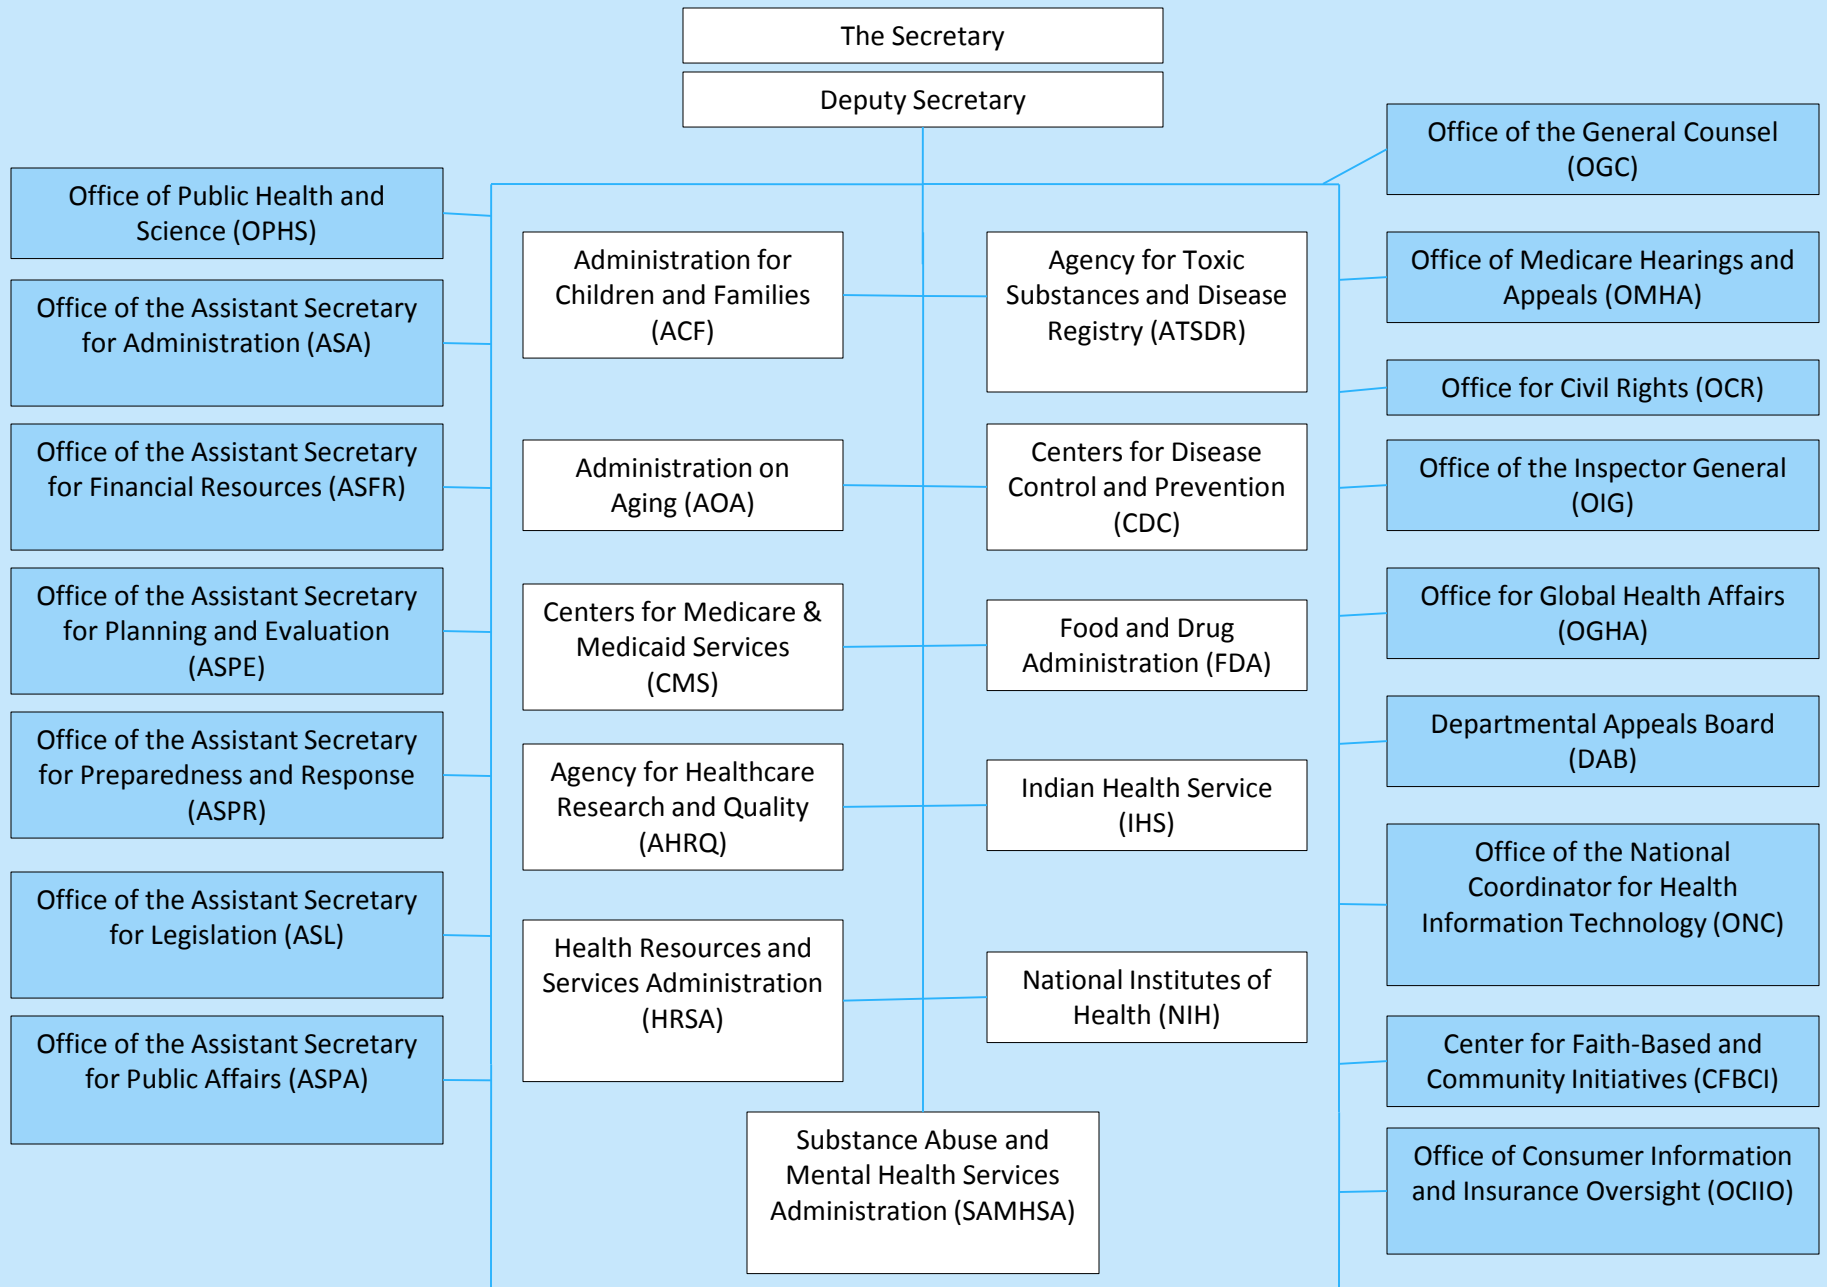 The Secretary
Deputy Secretary
Office of Public Health and
Science (OPHS)
Office of the Assistant Secretary
for Administration (ASA)
Office of the Assistant Secretary
for Financial Resources (ASFR)
Office of the Assistant Secretary
for Planning and Evaluation
(ASPE)
Office of the Assistant Secretary
for Preparedness and Response
(ASPR)
Office of the Assistant Secretary
for Legislation (ASL)
Office of the Assistant Secretary
for Public Affairs (ASPA)
Administration for
Children and Families
(ACF)
Administration on
Aging (AOA)
Centers for Medicare &
Medicaid Services
(CMS)
Agency for Healthcare
Research and Quality
(AHRQ)
Health Resources and
Services Administration
(HRSA)
Agency for Toxic
Substances and Disease
Registry (ATSDR)
Centers for Disease
Control and Prevention
(CDC)
Food and Drug
Administration (FDA)
Indian Health Service
(IHS)
National Institutes of
Health (NIH)
Substance Abuse and
Mental Health Services
Administration (SAMHSA)
Office of the General Counsel
(OGC)
Office of Medicare Hearings and
Appeals (OMHA)
Office for Civil Rights (OCR)
Office of the Inspector General
(OIG)
Office for Global Health Affairs
(OGHA)
Departmental Appeals Board
(DAB)
Office of the National
Coordinator for Health
Information Technology (ONC)
Center for Faith-Based and
Community Initiatives (CFBCI)
Office of Consumer Information
and Insurance Oversight (OCIIO)